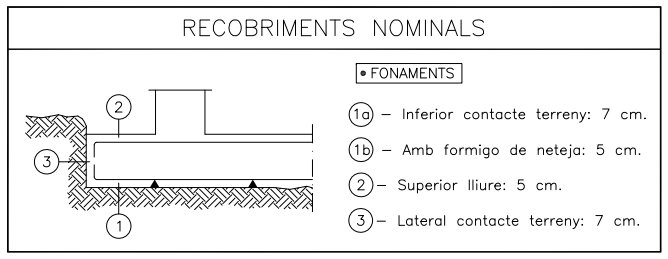 RECOBRIMENTS NOMINALS
• FONAMENTS
1a – Inferior contacte terreny: 7 cm.
1b – Amb formigo de neteja: 5 cm.
2 – Superior lliure: 5 cm.
3 – Lateral contacte terreny: 7 cm.
2
3
1